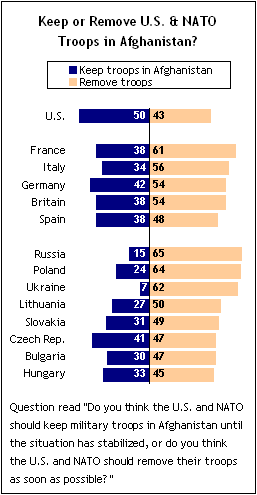 Keep or Remove U.S. & NATO
Troops in Afghanistan?
Keep troops in Afghanistan
Remove troops
U.S. 50 43
France 38 61
Italy 34 56
Germany 42 54
Britain 38 54
Spain 38 48
Russia 15 65
Poland 24 64
Ukraine 7 62
Lithuania 27 50
Slovakia 31 49
Czech Rep. 41 47
Bulgaria 30 47
Hungary 33 45
Question read "Do you think the U.S. and NATO
should keep military troops in Afghanistan until
the situation has stabilized, or do you think
the U.S. and NATO should remove their troops
as soon as possible?"